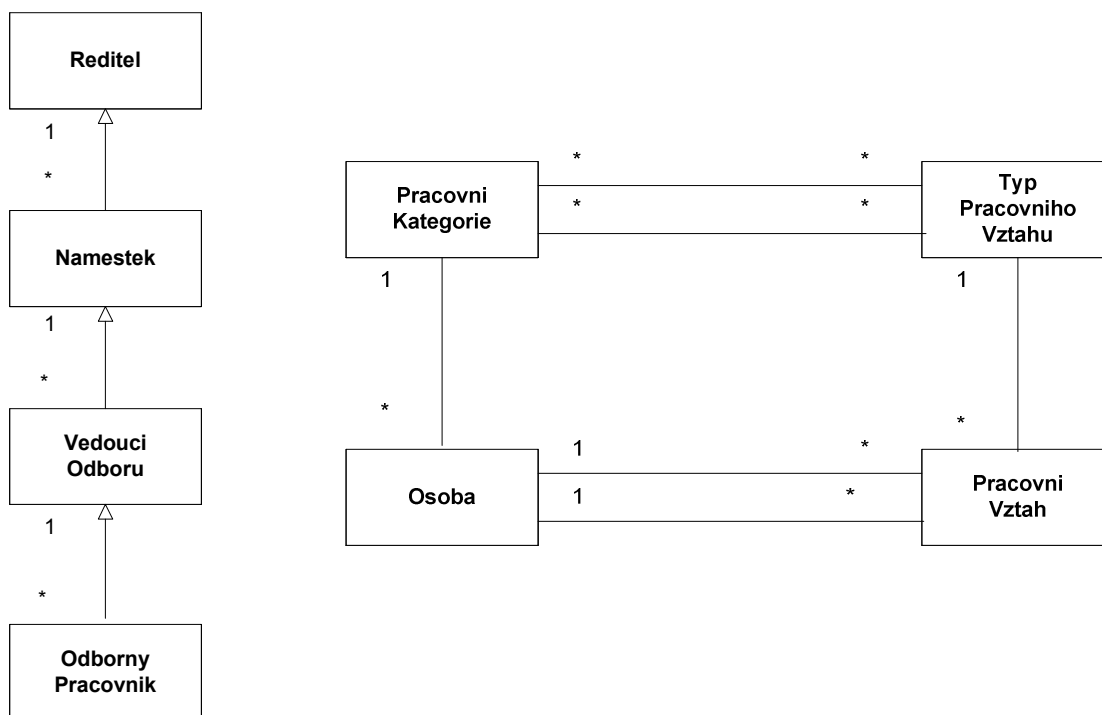 Reditel
1
*
Namestek
1
*
Vedouci
Odboru
1
*
Odborny
Pracovnik
* *
Pracovni
Kategorie
* *
Typ
Pracovniho
Vztahu
1
1
*
*
1 *
Osoba
1 *
Pracovni
Vztah